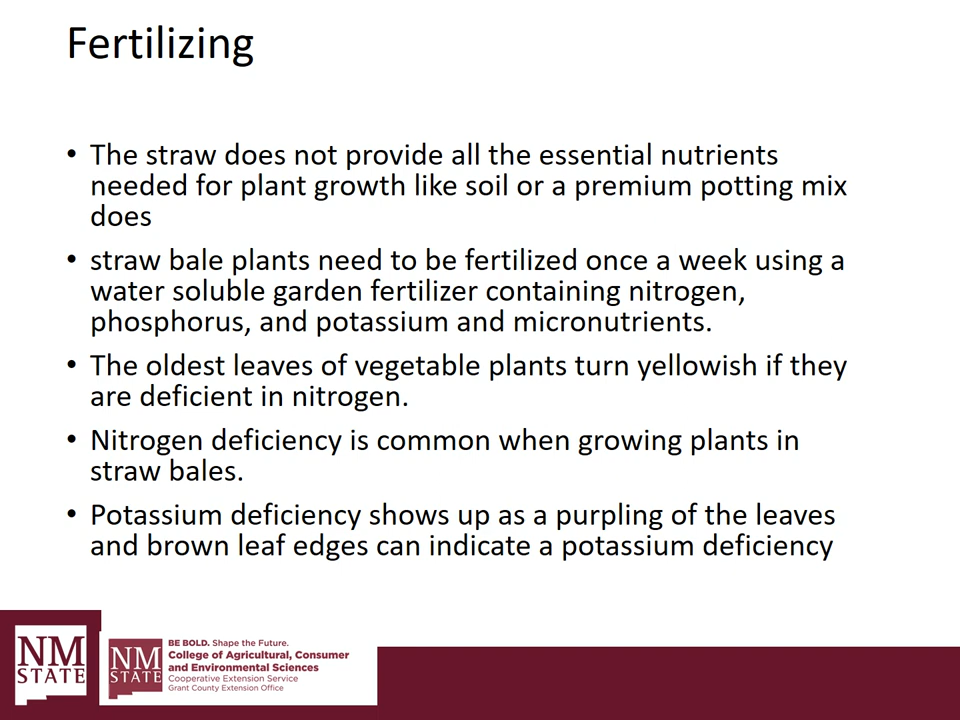 Fertilizing
• The straw does not provide all the essential nutrients
needed for plant growth like soil or a premium potting mix
does
• straw bale plants need to be fertilized once a week using a
water soluble garden fertilizer containing nitrogen,
phosphorus, and potassium and micronutrients.
• The oldest leaves of vegetable plants turn yellowish if they
are deficient in nitrogen.
• Nitrogen deficiency is common when growing plants in
straw bales.
• Potassium deficiency shows up as a purpling of the leaves
and brown leaf edges can indicate a potassium deficiency
NM
STATE
NM
STATE
BE BOLD. Shape the Future.
College of Agricultural, Consumer
and Environmental Sciences
Cooperative Extension Service
Grant County Extension Office